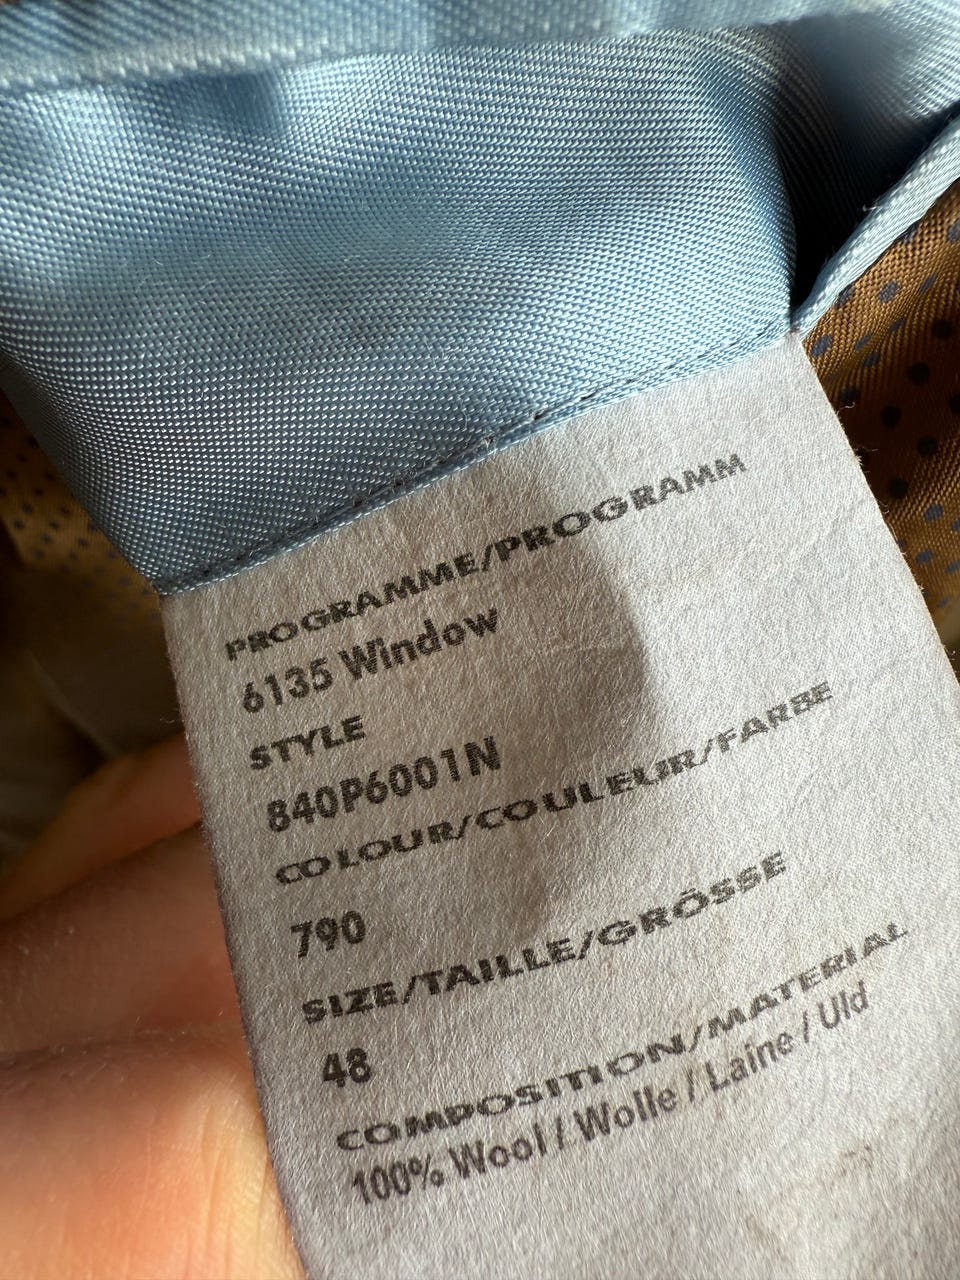 PROGRAMME/PROGRAMM
6135 Window
STYLE
840P6001N
COLOUR/COULEUR/FARBE
790
SIZE/TAILLE/GRÖSSE
48
COMPOSITION/MATERIAL
100% Wool / Wolle / Laine / Uld